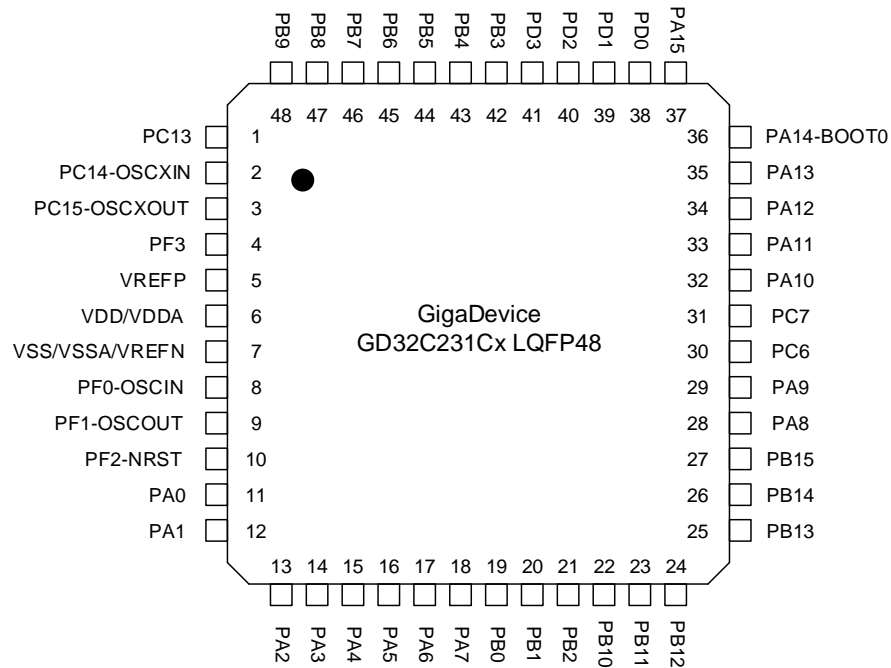 PB9 PB8 PB7 PB6 PB5 PB4 PB3 PD3 PD2 PD1 PD0 PA15
48 47 46 45 44 43 42 41 40 39 38 37
PC13 1
PC14-OSCXIN 2
PC15-OSCXOUT 3
PF3 4
VREFP 5
VDD/VDDA 6
VSS/VSSA/VREFN 7
PF0-OSCIN 8
PF1-OSCOUT 9
PF2-NRST 10
PA0 11
PA1 12
GigaDevice
GD32C231Cx LQFP48
36 PA14-BOOT0
35 PA13
34 PA12
33 PA11
32 PA10
31 PC7
30 PC6
29 PA9
28 PA8
27 PB15
26 PB14
25 PB13
13 14 15 16 17 18 19 20 21 22 23 24
PA2 PA3 PA4 PA5 PA6 PA7 PB0 PB1 PB2 PB10 PB11 PB12